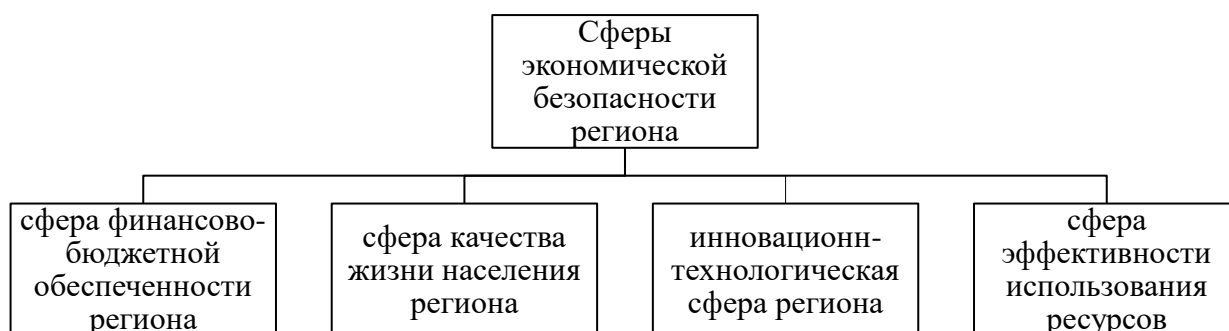 Сферы
экономической
безопасности
региона
сфера финансово-
бюджетной
обеспеченности
региона
сфера качества
жизни населения
региона
инновационн-
технологическая
сфера региона
сфера
эффективности
использования
ресурсов